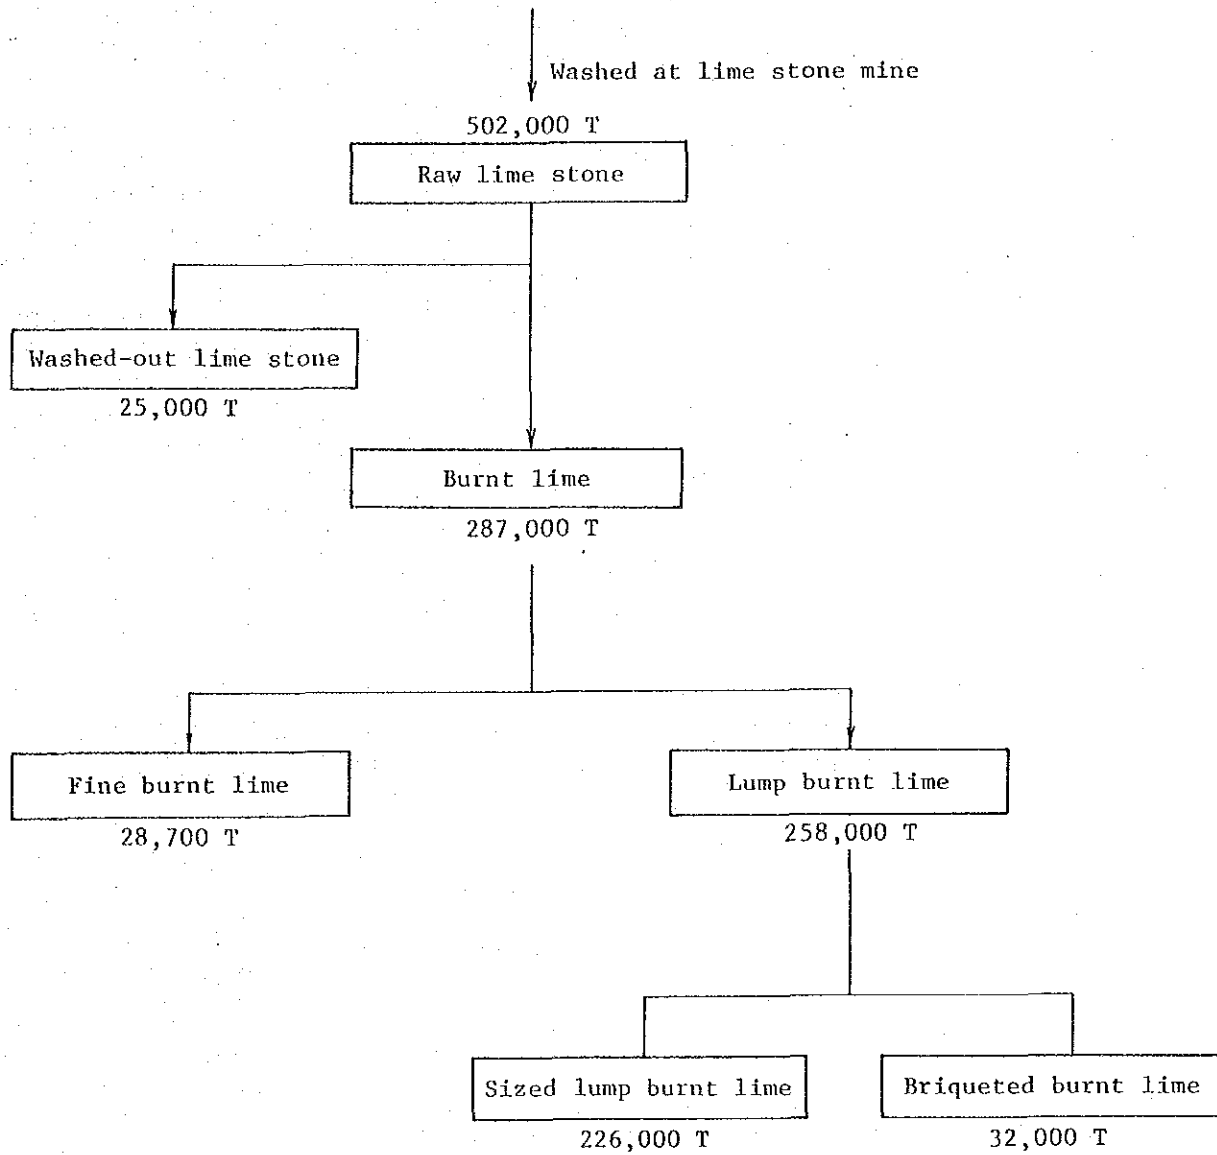 Washed at lime stone mine
502,000 T
Raw lime stone
Washed-out lime stone
25,000 T
Burnt lime
287,000 T
Fine burnt lime
28,700 T
Lump burnt lime
258,000 T
Sized lump burnt lime
226,000 T
Briqueted burnt lime
32,000 T